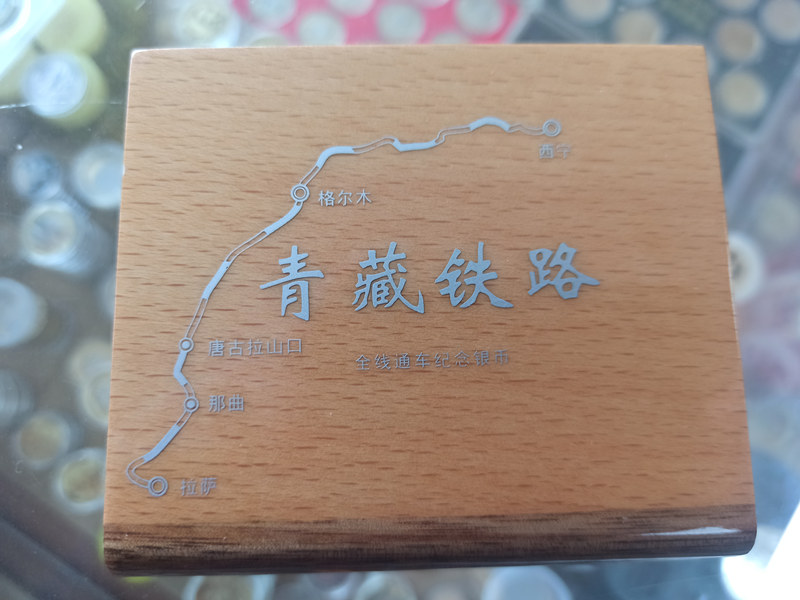 西宁
格尔木
青藏铁路
唐古拉山口
全线通车纪念银币
那曲
拉萨